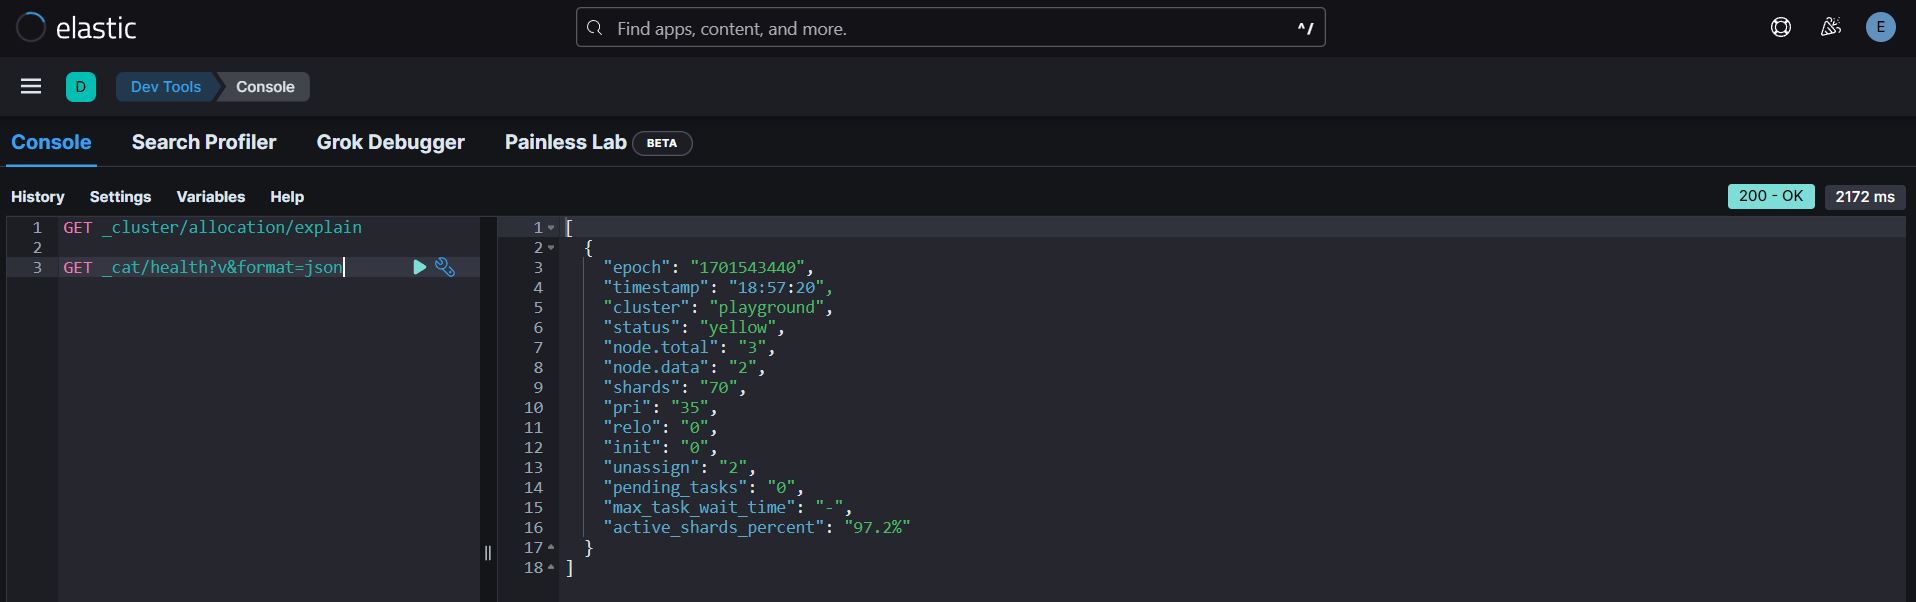 elastic
Find apps, content, and more.
^/
E
D
Dev Tools
Console
Console
Search Profiler
Grok Debugger
Painless Lab
BETA
History
Settings
Variables
Help
200 - OK
2172 ms
1 GET _cluster/allocation/explain
2
3 GET _cat/health?v&format=json
1 [
2 {
3 "epoch": "1701543440",
4 "timestamp": "18:57:20",
5 "cluster": "playground",
6 "status": "yellow",
7 "node.total": "3",
8 "node.data": "2",
9 "shards": "70",
10 "pri": "35",
11 "relo": "0",
12 "init": "0",
13 "unassign": "2",
14 "pending_tasks": "0",
15 "max_task_wait_time": "-",
16 "active_shards_percent": "97.2%"
17 }
18 ]